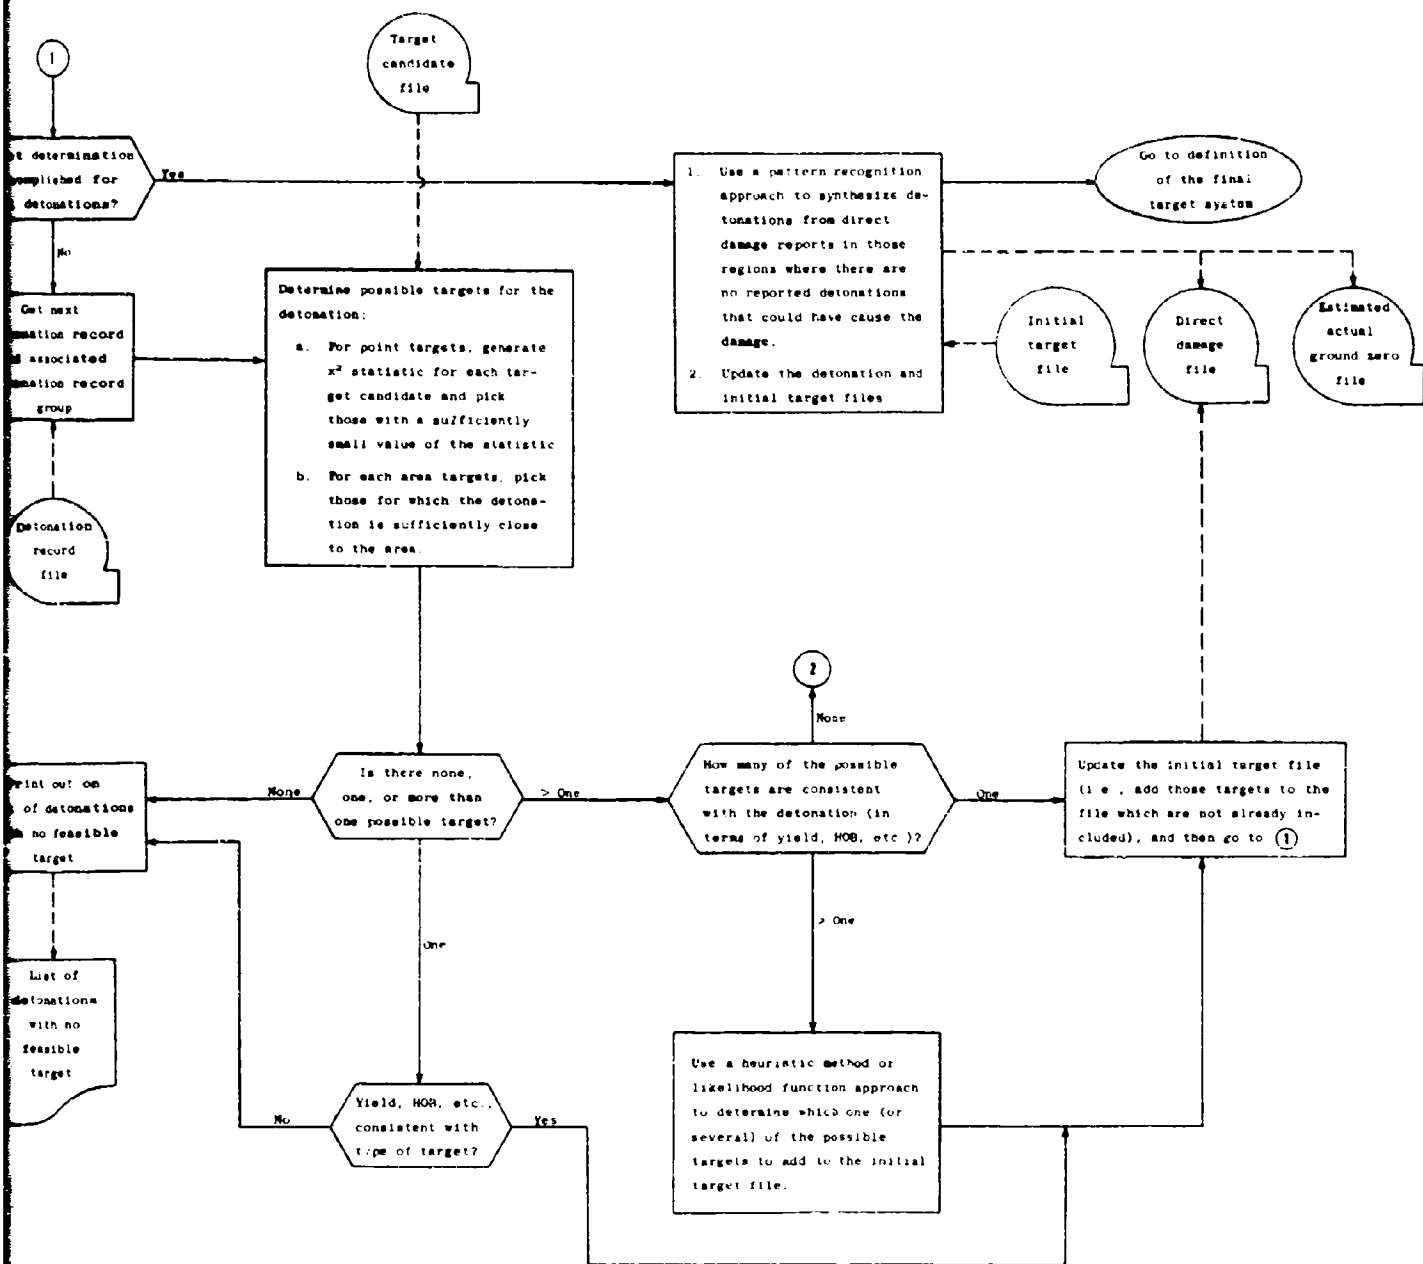 1
Target
candidate
file
determination
for
detonations?
Yes
No
1. Use a pattern recognition
approach to synthesize de-
tonations from direct
damage reports in those
regions where there are
no reported detonations
that could have cause the
damage.
2. Update the detonation and
initial target files
Go to definition
of the final
target system
Get next
record
associated
record
group
Determine possible targets for the
detonation:
a. For point targets, generate
x² statistic for each tar-
get candidate and pick
those with a sufficiently
small value of the statistic
b. For each area targets, pick
those for which the detona-
tion is sufficiently close
to the area.
Initial
target
file
Direct
damage
file
Estimated
actual
ground zero
file
Detonation
record
file
2
None
out on
of detonations
no feasible
target
None
Is there none,
one, or more than
one possible target?
> One
How many of the possible
targets are consistent
with the detonation (in
terms of yield, HOB, etc.)?
One
Update the initial target file
(i.e., add those targets to the
file which are not already in-
cluded), and then go to 1
One
> One
List of
detonations
with no
feasible
target
No
Yield, HOB, etc.,
consistent with
type of target?
Yes
Use a heuristic method or
likelihood function approach
to determine which one (or
several) of the possible
targets to add to the initial
target file.